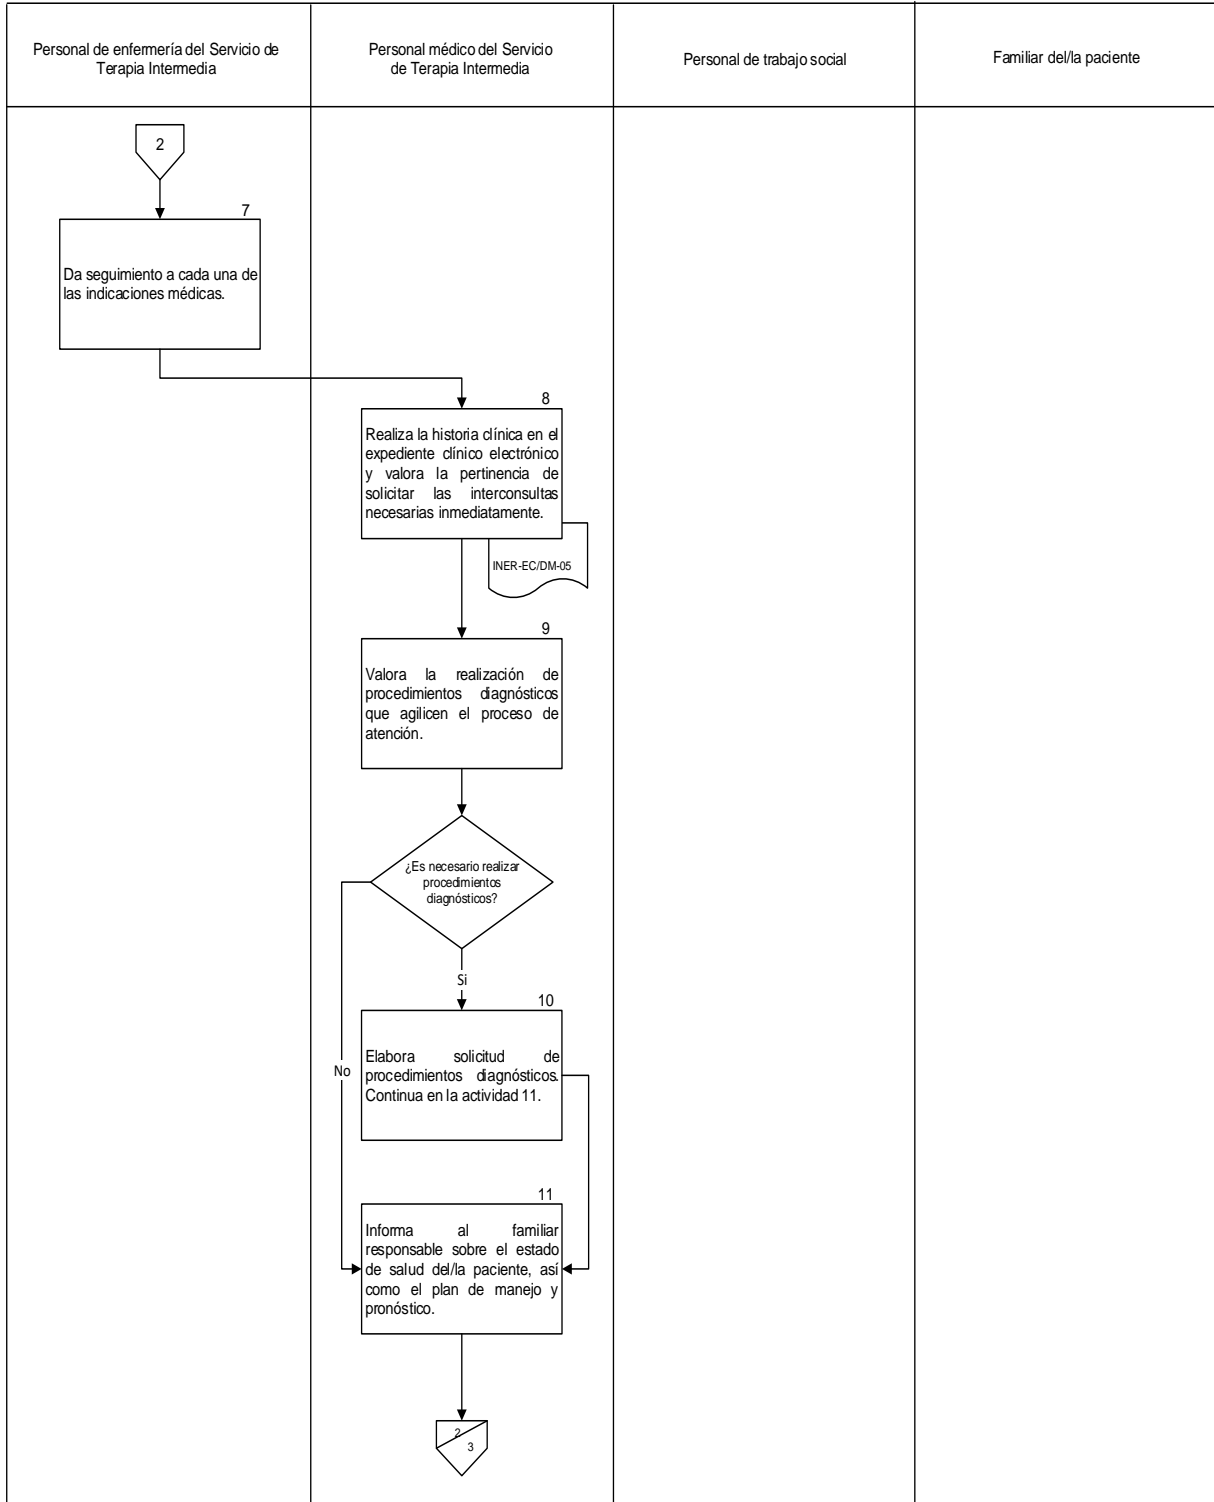 Personal de enfermería del Servicio de
Terapia Intermedia
Personal médico del Servicio
de Terapia Intermedia
Personal de trabajo social
Familiar del/la paciente
2
7
Da seguimiento a cada una de
las indicaciones médicas.
8
Realiza la historia clínica en el
expediente clínico electrónico
y valora la pertinencia de
solicitar las interconsultas
necesarias inmediatamente.
INER-EC/DM-05
9
Valora la realización de
procedimientos diagnósticos
que agilicen el proceso de
atención.
¿Es necesario realizar
procedimientos
diagnósticos?
Si
10
Elabora solicitud de
procedimientos diagnósticos.
Continua en la actividad 11.
No
11
Informa al familiar
responsable sobre el estado
de salud del/la paciente, así
como el plan de manejo y
pronóstico.
2
3